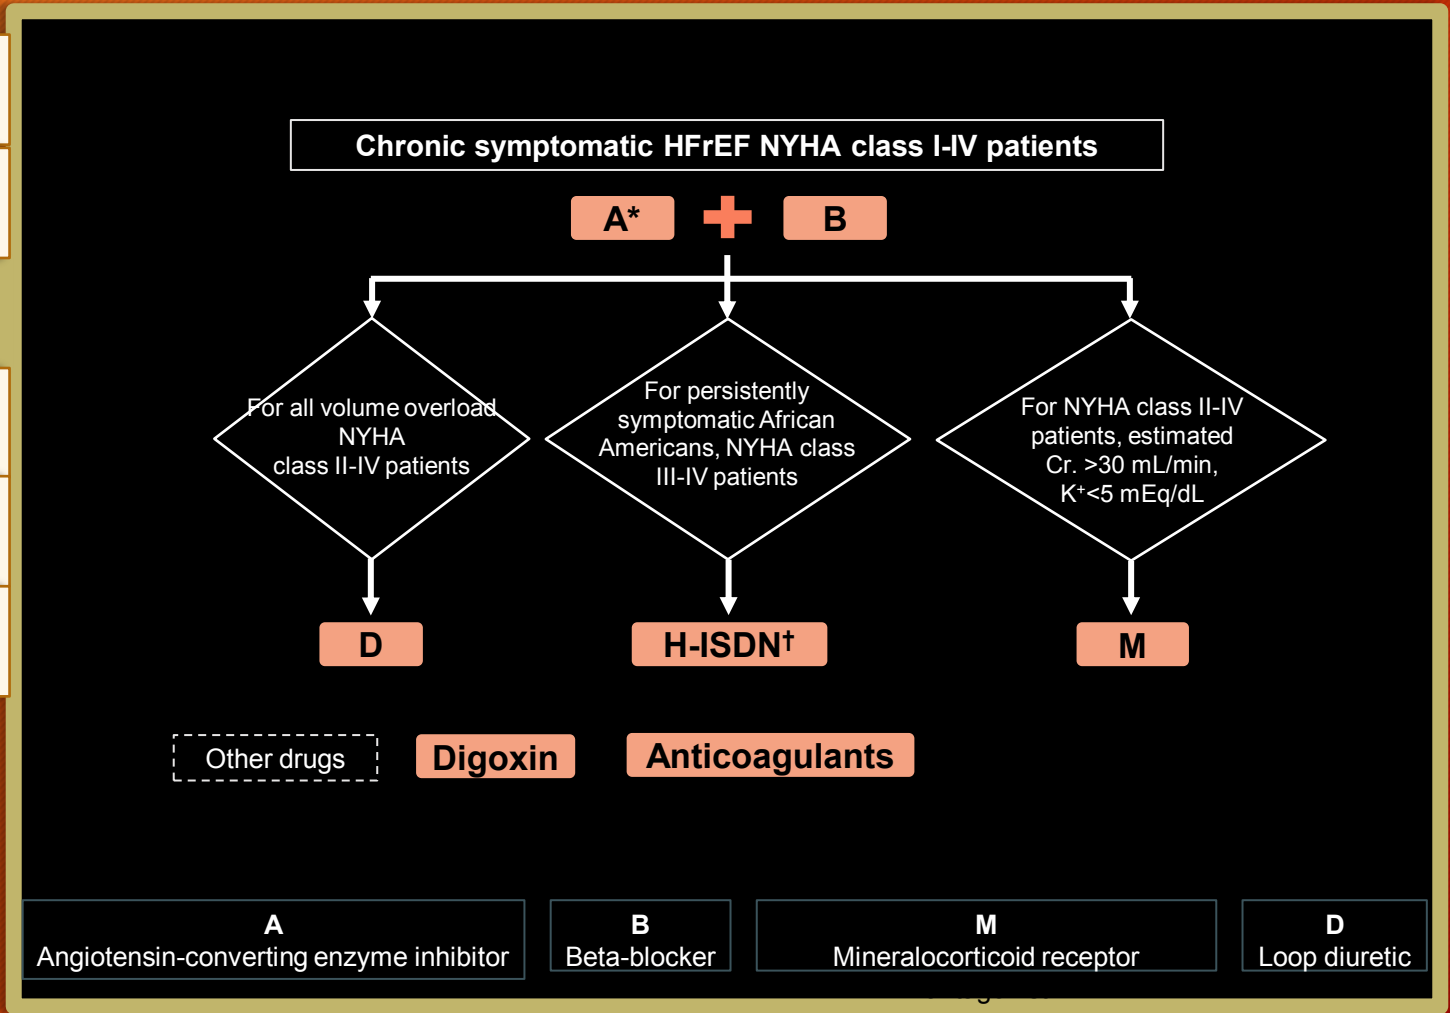 Chronic symptomatic HFrEF NYHA class I-IV patients
A*
B
For all volume overload
NYHA
class II-IV patients
For persistently
symptomatic African
Americans, NYHA class
III-IV patients
For NYHA class II-IV
patients, estimated
Cr. >30 mL/min,
K⁺<5 mEq/dL
D
H-ISDN†
M
Other drugs
Digoxin
Anticoagulants
A
Angiotensin-converting enzyme inhibitor
B
Beta-blocker
M
Mineralocorticoid receptor
D
Loop diuretic